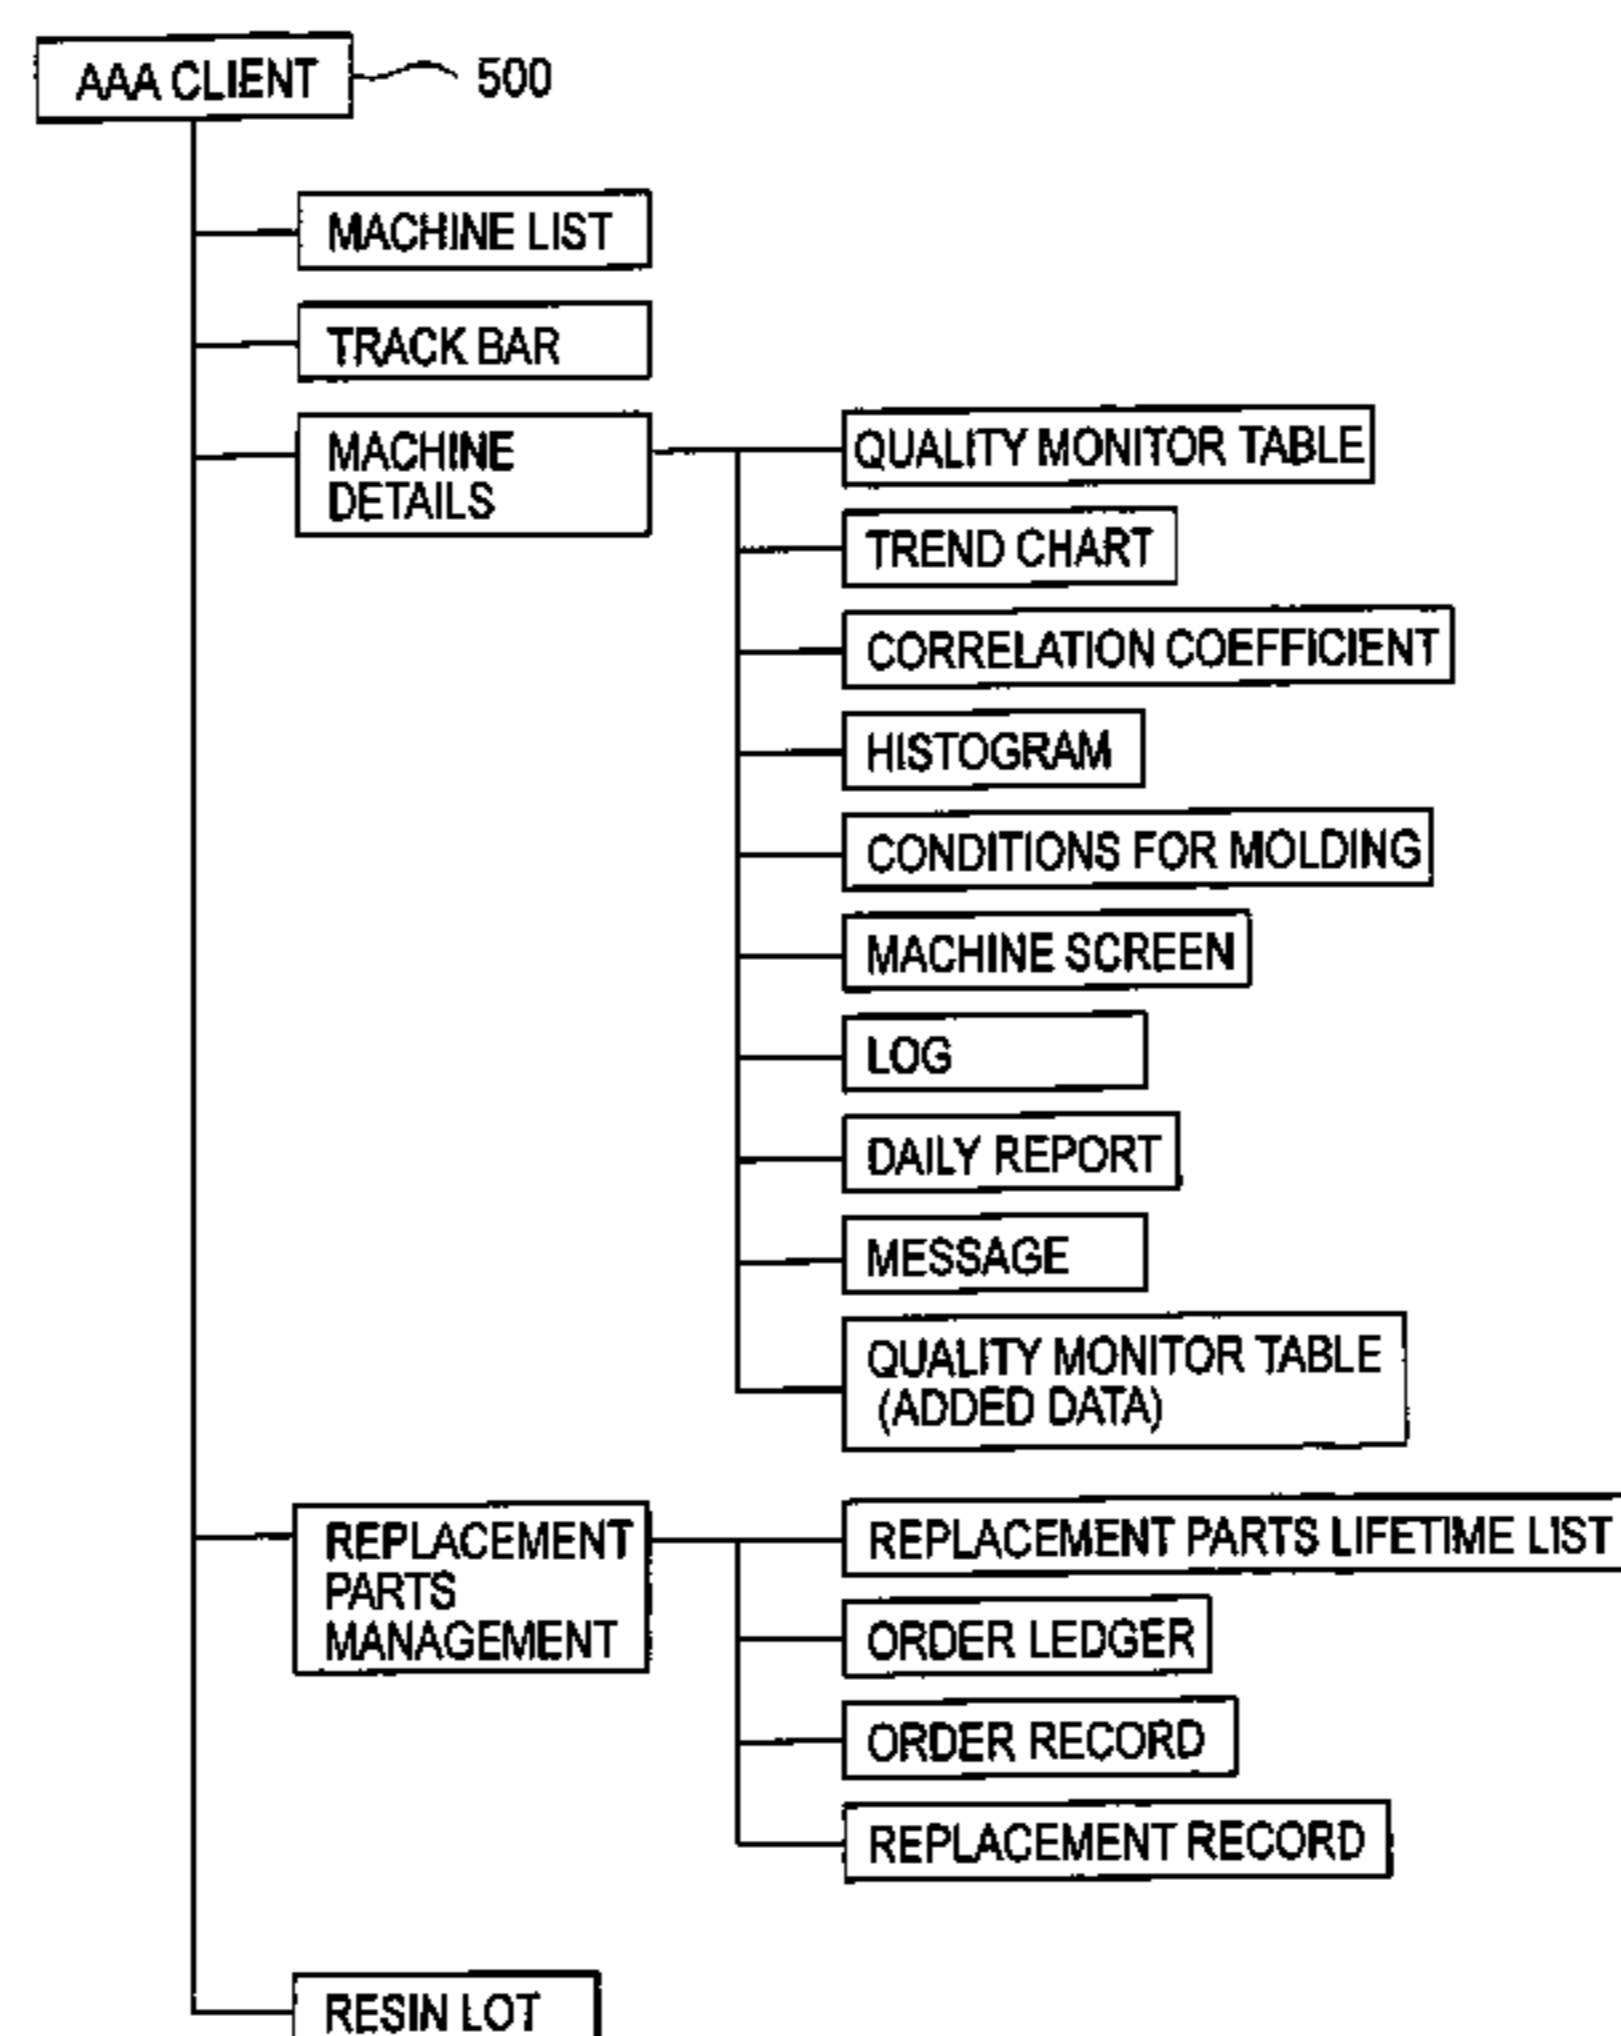 AAA CLIENT
500
MACHINE LIST
TRACK BAR
MACHINE
DETAILS
QUALITY MONITOR TABLE
TREND CHART
CORRELATION COEFFICIENT
HISTOGRAM
CONDITIONS FOR MOLDING
MACHINE SCREEN
LOG
DAILY REPORT
MESSAGE
QUALITY MONITOR TABLE
(ADDED DATA)
REPLACEMENT
PARTS
MANAGEMENT
REPLACEMENT PARTS LIFETIME LIST
ORDER LEDGER
ORDER RECORD
REPLACEMENT RECORD
RESIN LOT